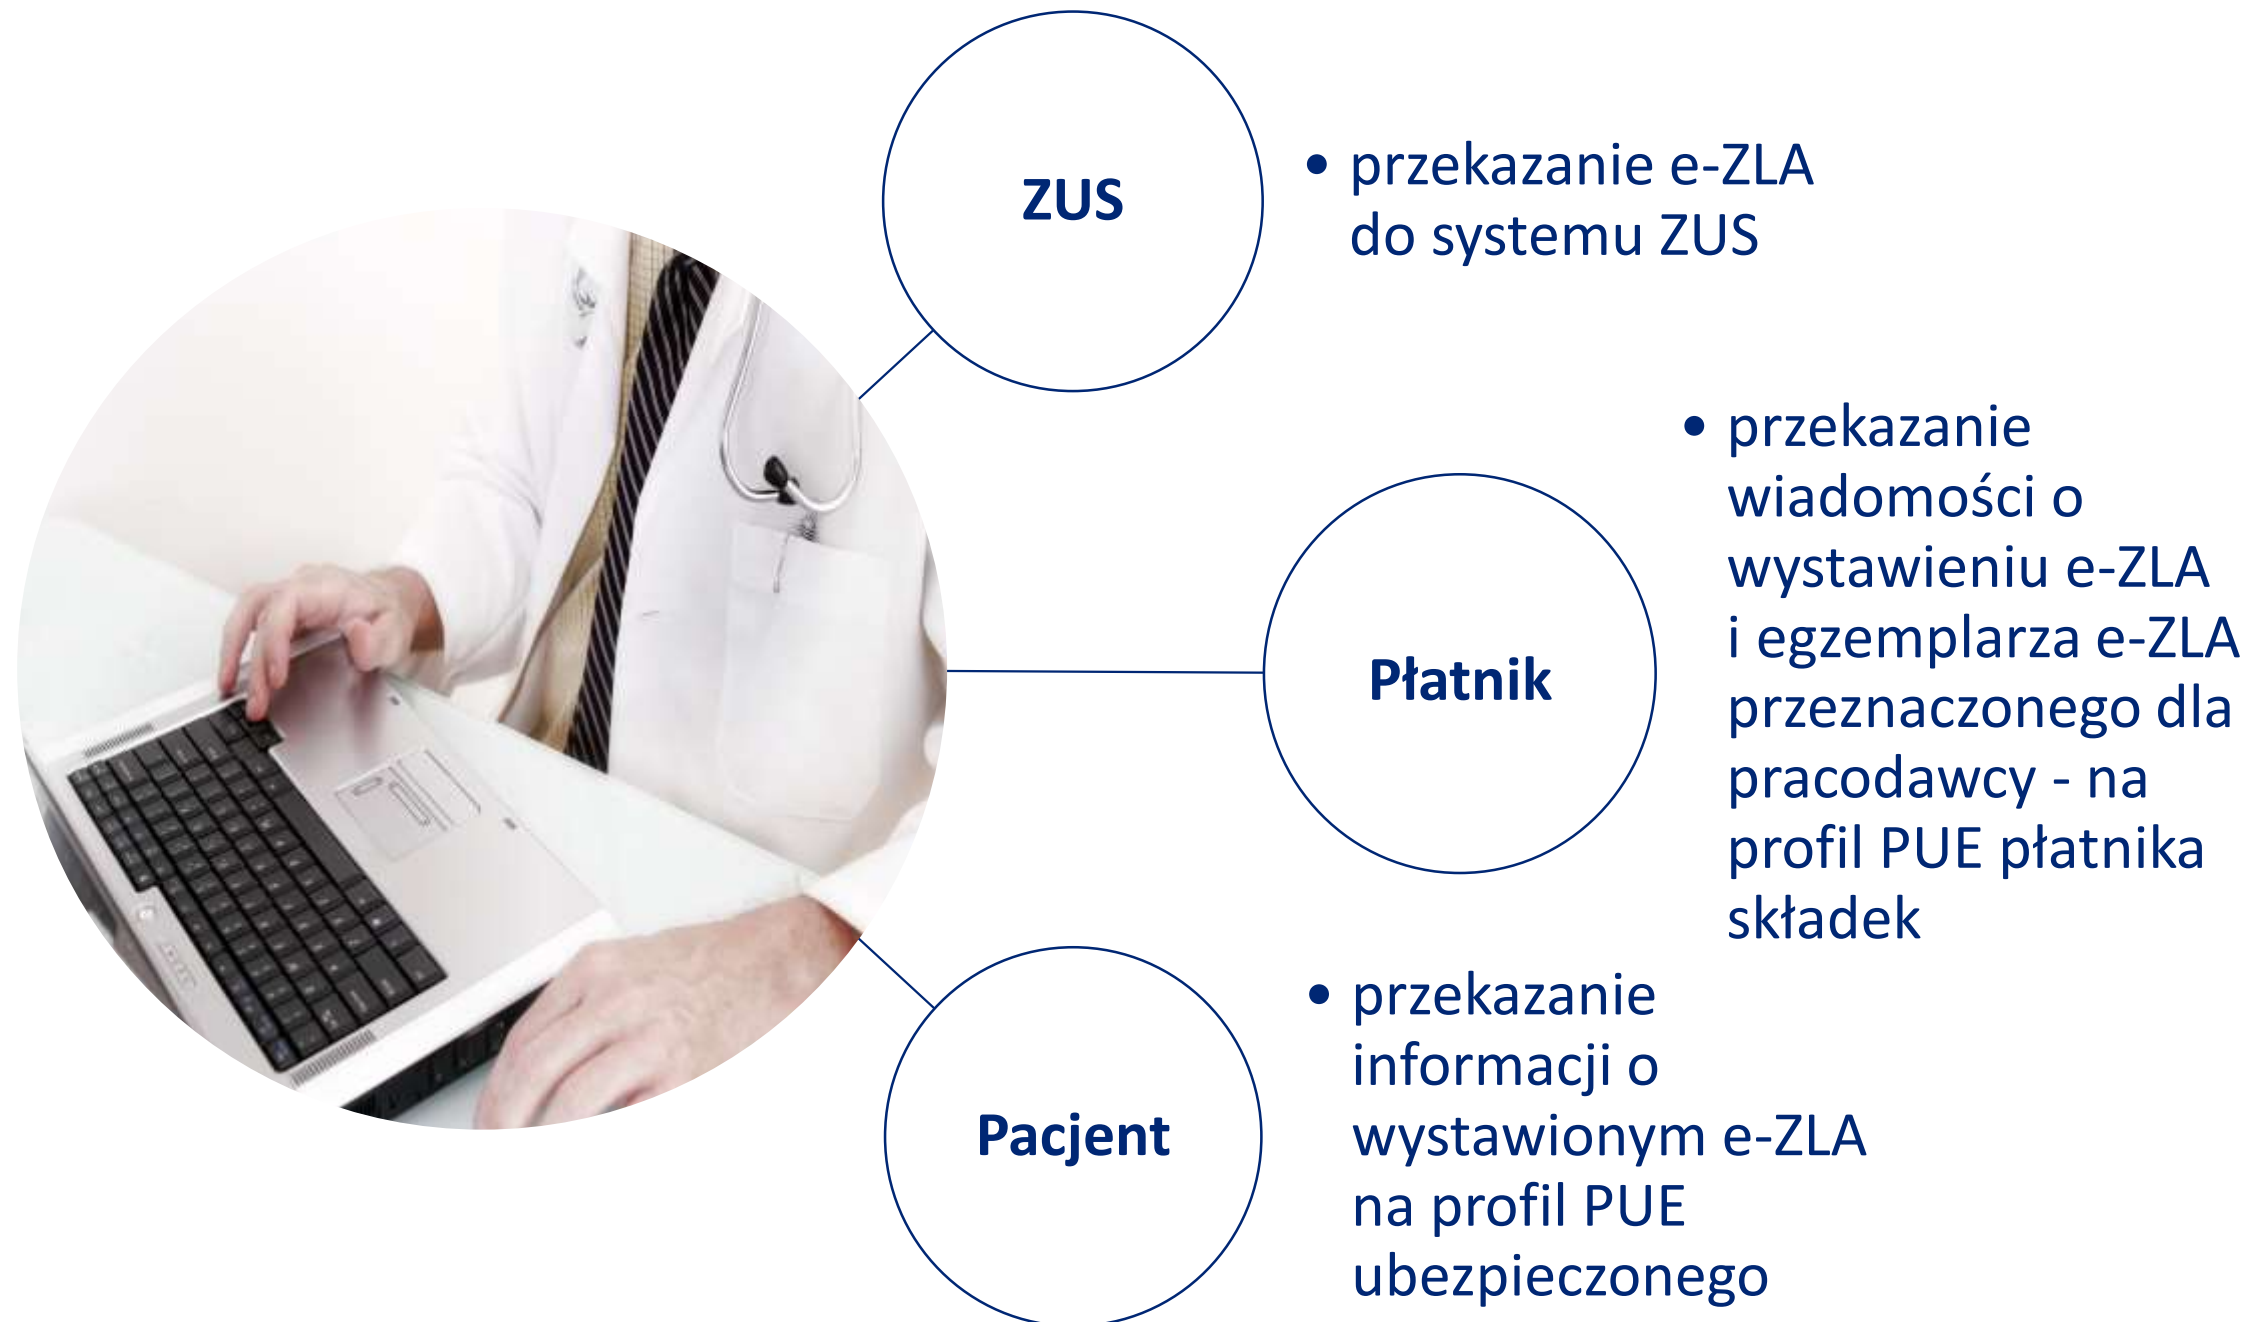 ZUS
• przekazanie e-ZLA
do systemu ZUS
Płatnik
• przekazanie
wiadomości o
wystawieniu e-ZLA
i egzemplarza e-ZLA
przeznaczonego dla
pracodawcy - na
profil PUE płatnika
składek
Pacjent
• przekazanie
informacji o
wystawionym e-ZLA
na profil PUE
ubezpieczonego